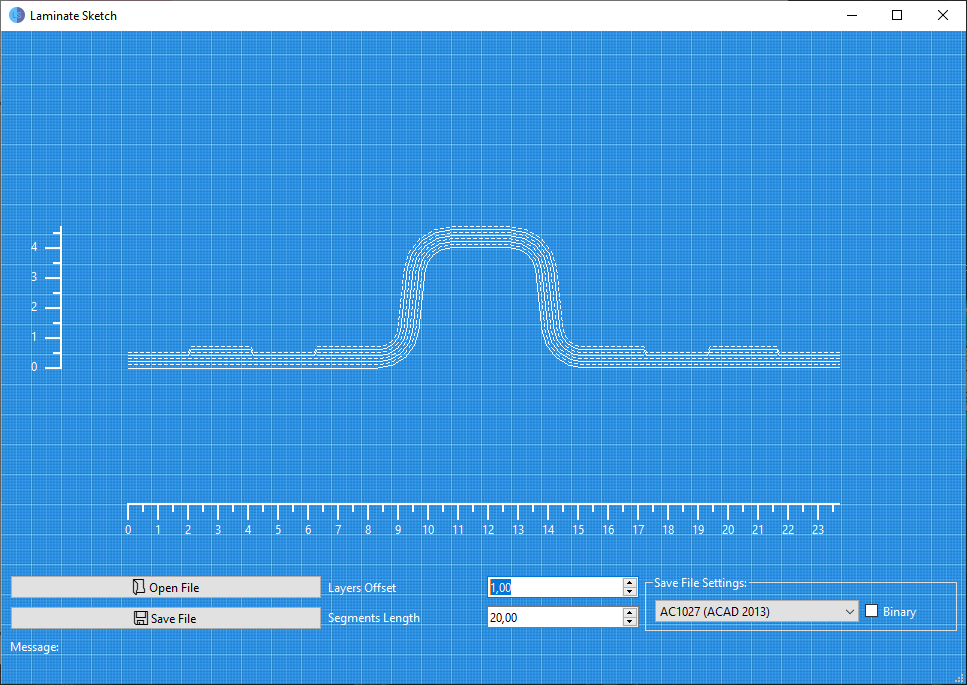 Laminate Sketch
4
3
2
1
0
0 1 2 3 4 5 6 7 8 9 10 11 12 13 14 15 16 17 18 19 20 21 22 23
Open File
Layers Offset
1,00
Save File Settings:
AC1027 (ACAD 2013)
Binary
Save File
Segments Length
20,00
Message: